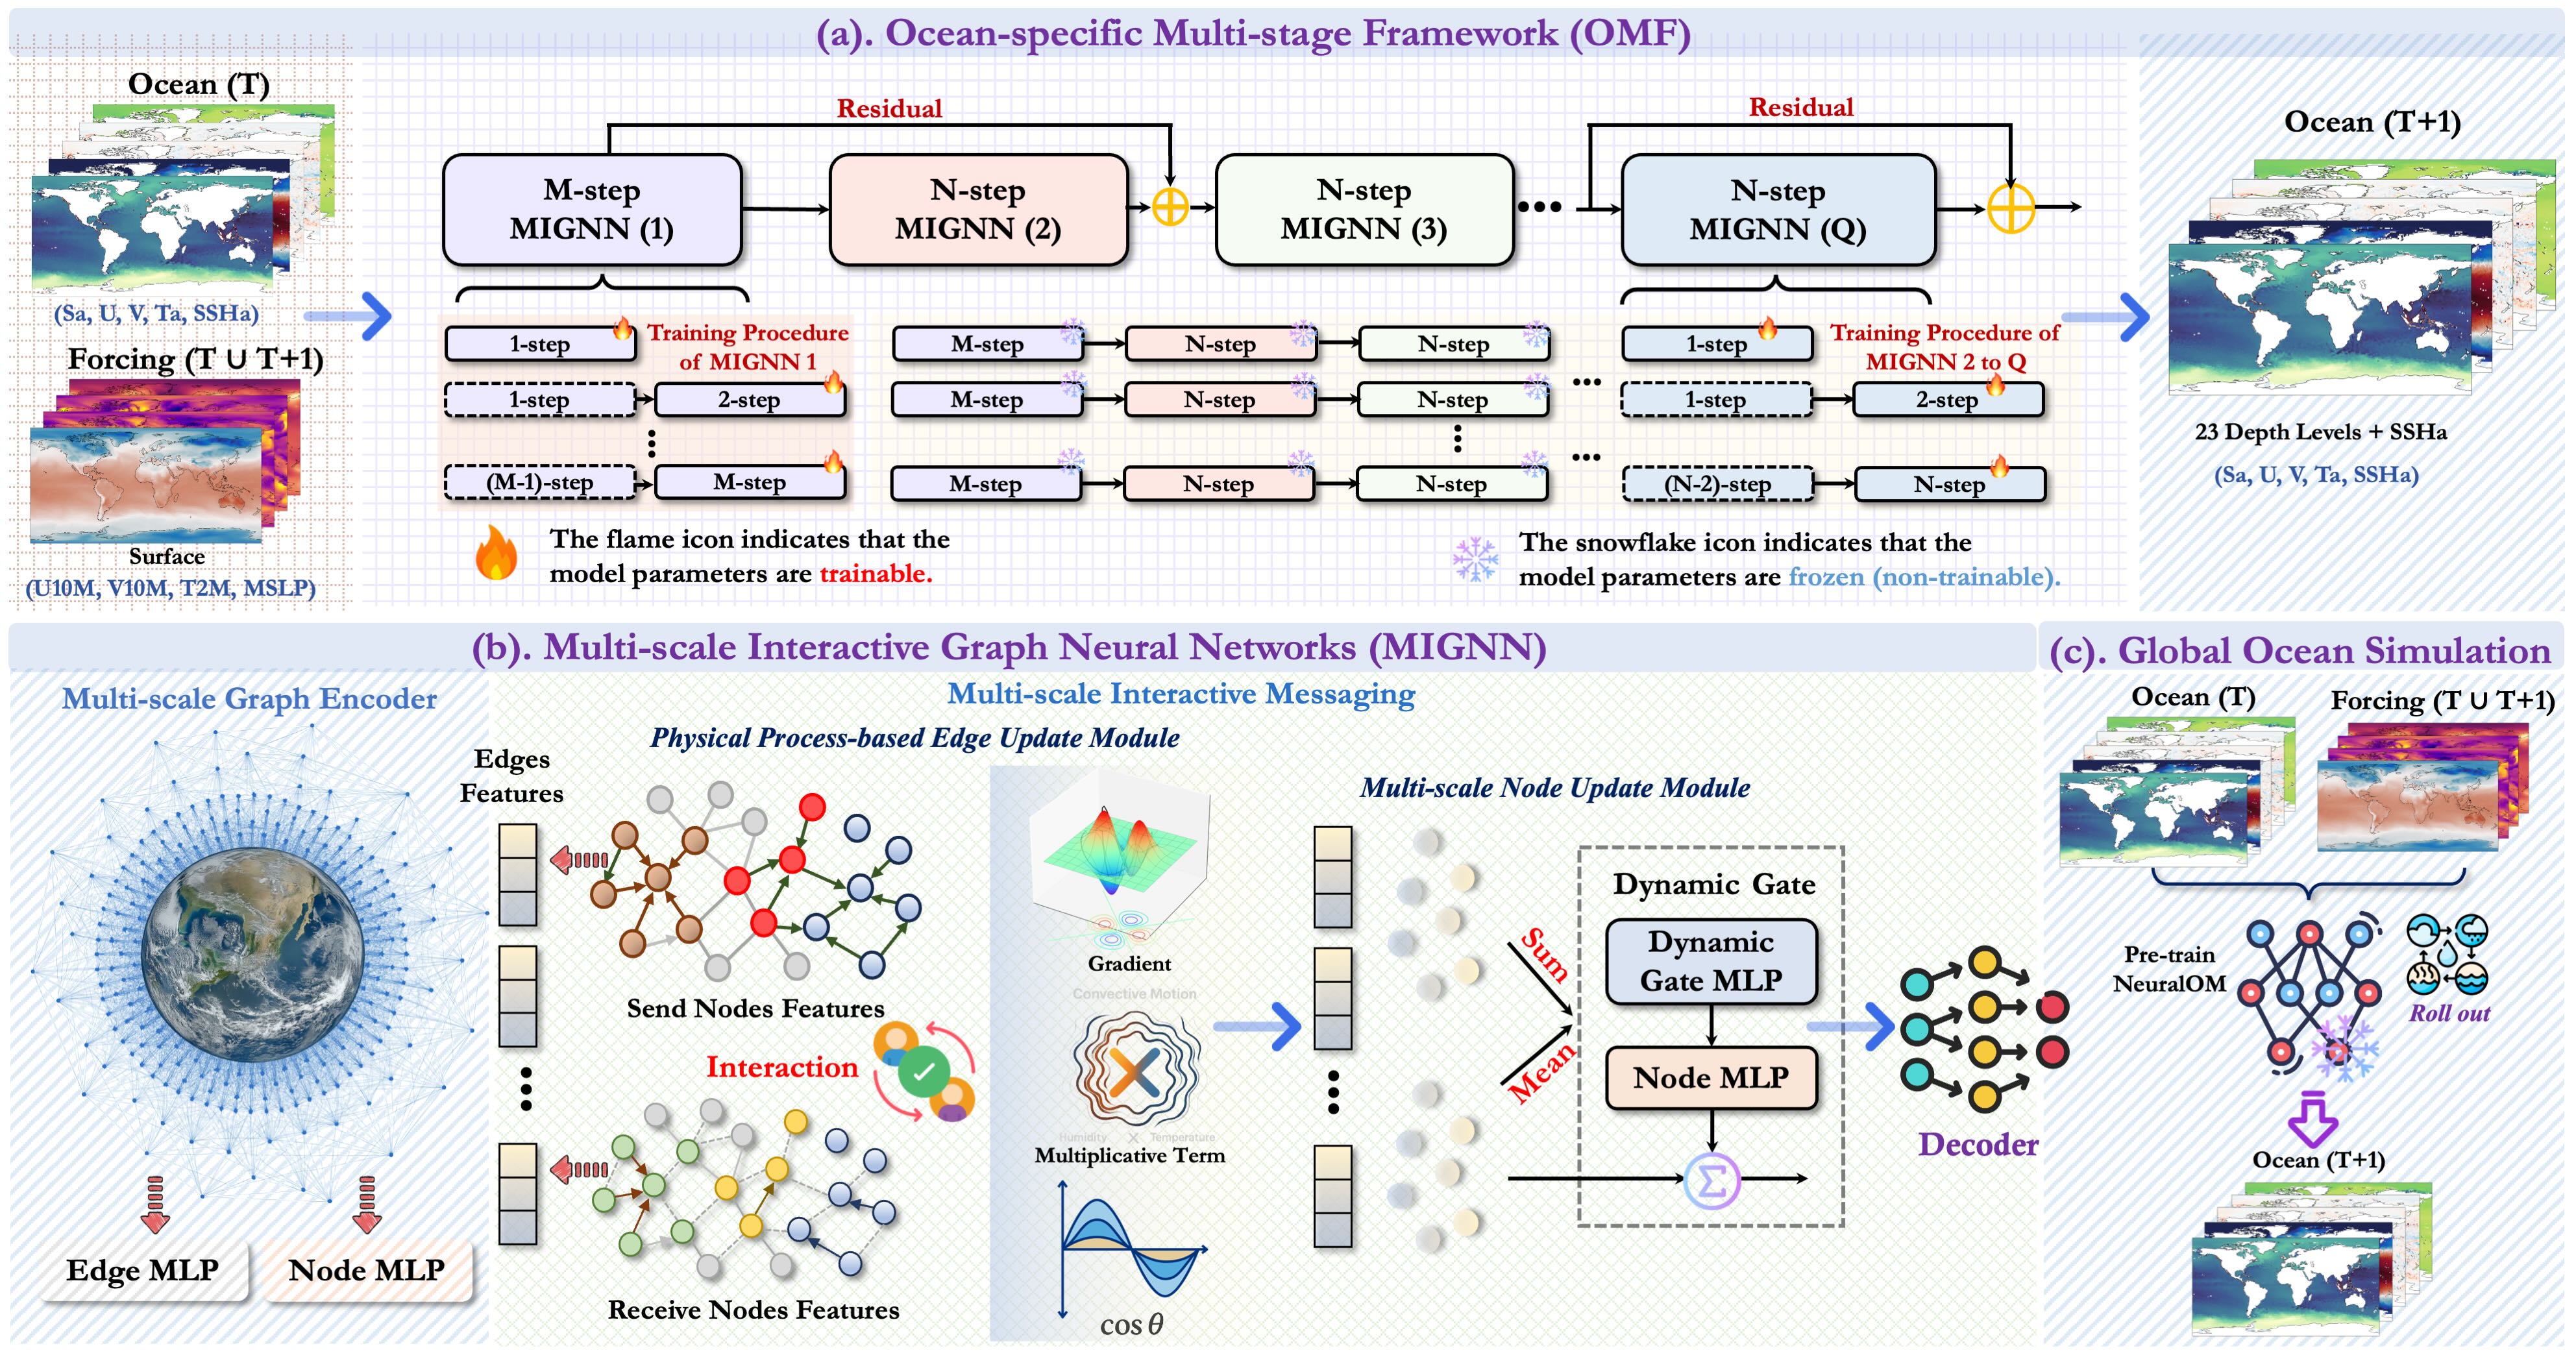 (a). Ocean-specific Multi-stage Framework (OMF)
Ocean (T)
(Sa, U, V, Ta, SSHa)
Forcing (T ∪ T+1)
Surface
(U10M, V10M, T2M, MSLP)
Residual
Residual
M-step
MIGNN (1)
N-step
MIGNN (2)
N-step
MIGNN (3)
N-step
MIGNN (Q)
1-step
Training Procedure
of MIGNN 1
1-step
2-step
(M-1)-step
M-step
M-step
N-step
N-step
1-step
Training Procedure of
MIGNN 2 to Q
M-step
N-step
N-step
1-step
2-step
M-step
N-step
N-step
(N-2)-step
N-step
The flame icon indicates that the
model parameters are trainable.
The snowflake icon indicates that the
model parameters are frozen (non-trainable).
Ocean (T+1)
23 Depth Levels + SSHa
(Sa, U, V, Ta, SSHa)
(b). Multi-scale Interactive Graph Neural Networks (MIGNN)
Multi-scale Graph Encoder
Edge MLP
Node MLP
Multi-scale Interactive Messaging
Physical Process-based Edge Update Module
Edges
Features
Send Nodes Features
Interaction
Receive Nodes Features
Gradient
Convective Motion
Humidity X Temperature
Multiplicative Term
cos θ
Multi-scale Node Update Module
Sum
Mean
Dynamic Gate
Dynamic
Gate MLP
Node MLP
Σ
Decoder
(c). Global Ocean Simulation
Ocean (T)
Forcing (T ∪ T+1)
Pre-train
NeuralOM
Roll out
Ocean (T+1)